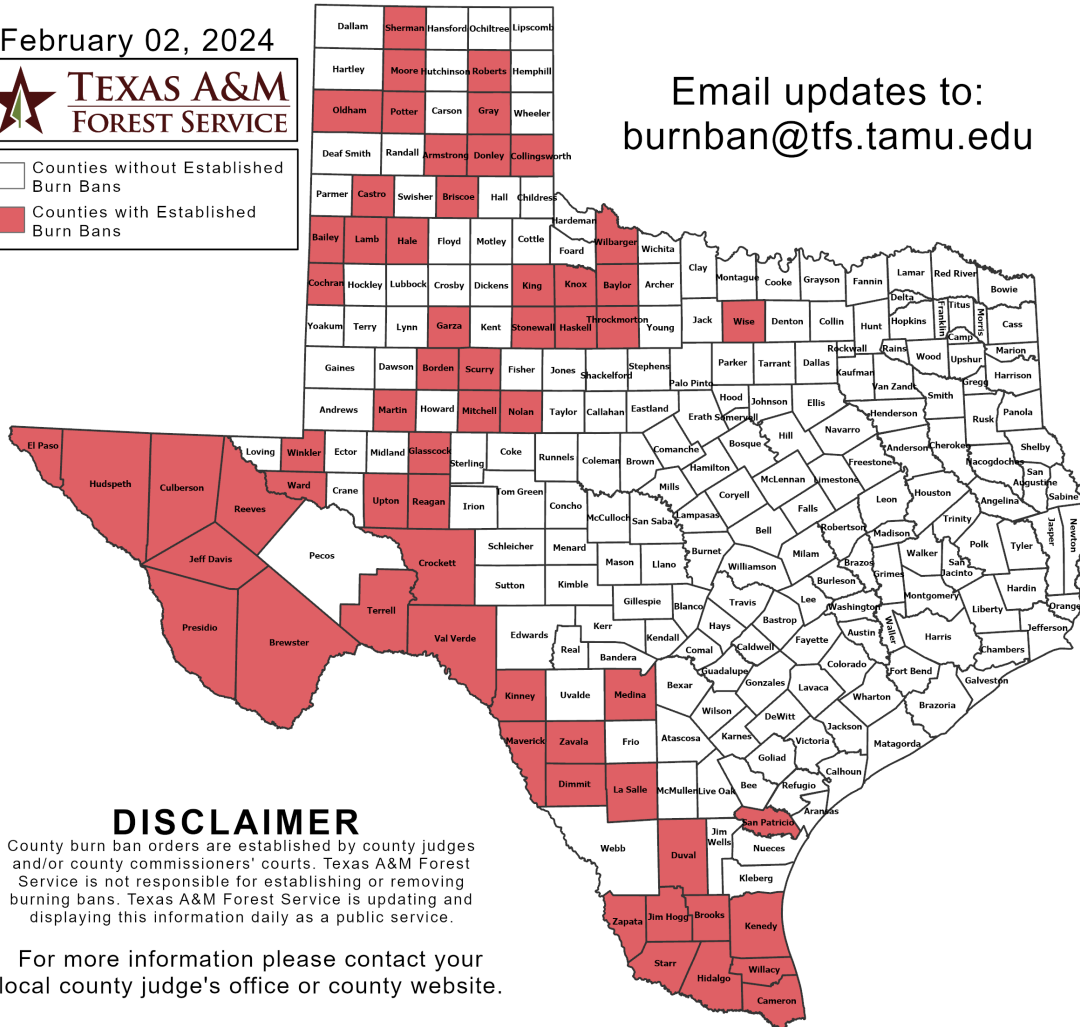 February 02, 2024
TEXAS A&M
FOREST SERVICE
Counties without Established
Burn Bans
Counties with Established
Burn Bans
Email updates to:
burnban@tfs.tamu.edu
Dallam Sherman Hansford Ochiltree Lipscomb
Hartley Moore Hutchinson Roberts Hemphill
Oldham Potter Carson Gray Wheeler
Deaf Smith Randall Armstrong Donley Collingsworth
Parmer Castro Swisher Briscoe Hall Childress
Hardeman
Bailey Lamb Hale Floyd Motley Cottle Foard Wilbarger Wichita
Clay Montague Cooke Grayson Fannin Lamar Red River Bowie
Cochran Hockley Lubbock Crosby Dickens King Knox Baylor Archer
Delta Franklin Titus Morris
Yoakum Terry Lynn Garza Kent Stonewall Haskell Throckmorton Young Jack Wise Denton Collin Hunt Hopkins Camp Cass
Rockwall Rains Wood Upshur Marion
Gaines Dawson Borden Scurry Fisher Jones Shackelford Stephens Palo Pinto Parker Tarrant Dallas Kaufman Van Zandt Gregg Harrison
Smith
Andrews Martin Howard Mitchell Nolan Taylor Callahan Eastland Erath Hood Somervell Johnson Ellis Henderson Rusk Panola
El Paso Loving Winkler Ector Midland Glasscock Sterling Coke Runnels Coleman Brown Comanche Bosque Hill Navarro Anderson Cherokee Shelby
Hamilton Freestone Nacogdoches
Hudspeth Culberson Reeves Ward Crane Upton Reagan Irion Tom Green Concho Mills Coryell McLennan Limestone Leon Houston Angelina San
Augustine Sabine
McCulloch San Saba Lampasas Bell Falls Robertson Madison Trinity Polk Tyler Jasper Newton
Jeff Davis Pecos Crockett Schleicher Menard Mason Llano Burnet Williamson Milam Brazos Grimes Walker San
Jacinto
Sutton Kimble Burleson Montgomery Hardin
Presidio Brewster Terrell Val Verde Edwards Gillespie Blanco Travis Lee Washington Liberty Orange
Kerr Kendall Hays Bastrop Austin Waller Harris Jefferson
Real Bandera Comal Caldwell Fayette Chambers
Kinney Uvalde Medina Bexar Guadalupe Gonzales Lavaca Colorado Fort Bend Galveston
Wilson Wharton Brazoria
Maverick Zavala Frio Atascosa Karnes DeWitt Victoria Jackson Matagorda
Goliad
Dimmit La Salle McMullen Live Oak Bee Refugio Calhoun
Aransas
San Patricio
Webb Duval Jim
Wells Nueces
Kleberg
Zapata Jim Hogg Brooks Kenedy
Starr Hidalgo Willacy
Cameron
DISCLAIMER
County burn ban orders are established by county judges
and/or county commissioners' courts. Texas A&M Forest
Service is not responsible for establishing or removing
burning bans. Texas A&M Forest Service is updating and
displaying this information daily as a public service.
For more information please contact your
local county judge's office or county website.